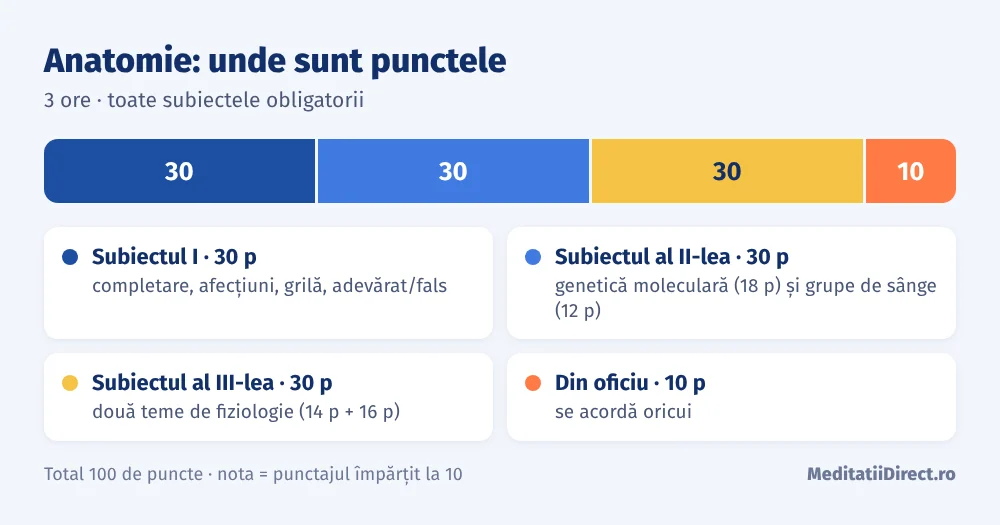 Anatomie: unde sunt punctele
3 ore · toate subiectele obligatorii
30
30
30
10
Subiectul I · 30 p
completare, afecțiuni, grilă, adevărat/fals
Subiectul al II-lea · 30 p
genetică moleculară (18 p) și grupe de sânge
(12 p)
Subiectul al III-lea · 30 p
două teme de fiziologie (14 p + 16 p)
Din oficiu · 10 p
se acordă oricui
Total 100 de puncte · nota = punctajul împărțit la 10
MeditatiiDirect.ro